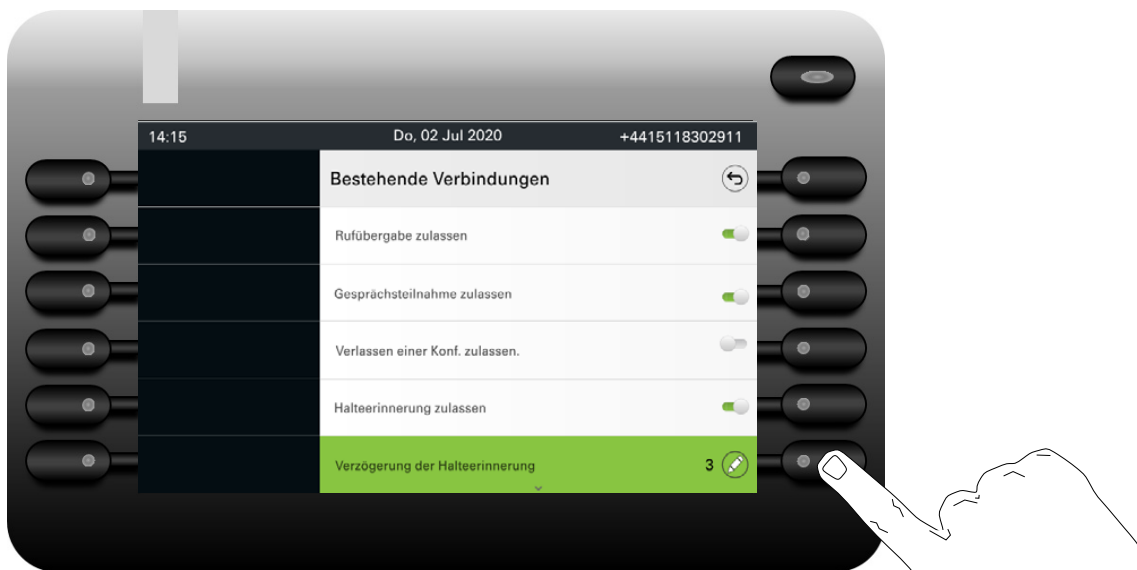 14:15 Do, 02 Jul 2020 +4415118302911
Bestehende Verbindungen
Rufübergabe zulassen
Gesprächsteilnahme zulassen
Verlassen einer Konf. zulassen.
Halteerinnerung zulassen
Verzögerung der Halteerinnerung 3